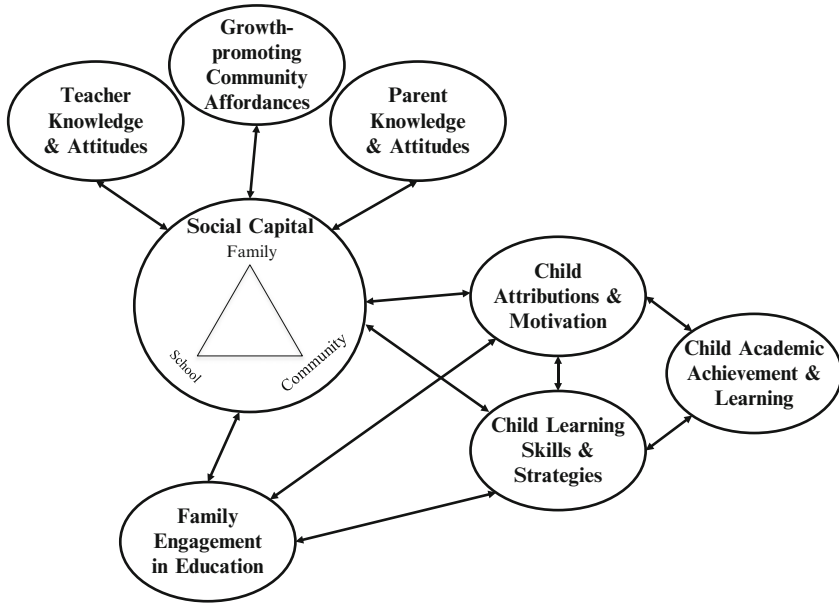 Growth-
promoting
Community
Affordances
Teacher
Knowledge
& Attitudes
Parent
Knowledge
& Attitudes
Social Capital
Family
School
Community
Child
Attributions &
Motivation
Child Academic
Achievement &
Learning
Child Learning
Skills &
Strategies
Family
Engagement
in Education